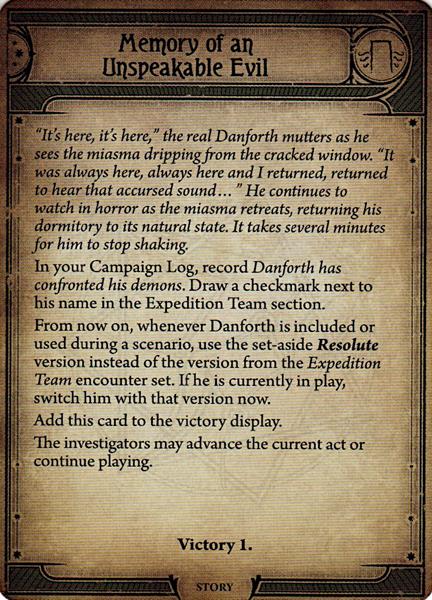 Memory of an
Unspeakable Evil
“It’s here, it’s here,” the real Danforth mutters as he
sees the miasma dripping from the cracked window. “It
was always here, always here and I returned, returned
to hear that accursed sound…” He continues to
watch in horror as the miasma retreats, returning his
dormitory to its natural state. It takes several minutes
for him to stop shaking.
In your Campaign Log, record Danforth has
confronted his demons. Draw a checkmark next to
his name in the Expedition Team section.
From now on, whenever Danforth is included or
used during a scenario, use the set-aside Resolute
version instead of the version from the Expedition
Team encounter set. If he is currently in play,
switch him with that version now.
Add this card to the victory display.
The investigators may advance the current act or
continue playing.
Victory 1.
STORY